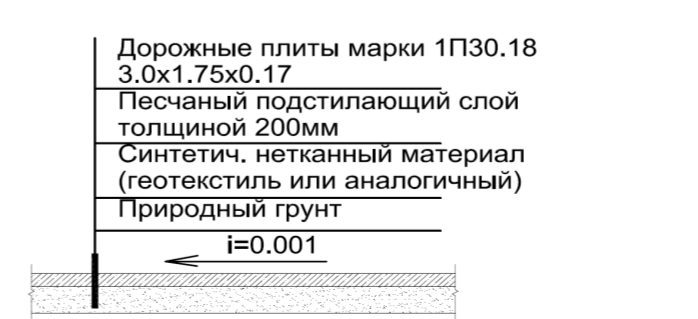 Дорожные плиты марки 1П30.18
3.0х1.75х0.17
Песчаный подстилающий слой
толщиной 200мм
Синтетич. нетканный материал
(геотекстиль или аналогичный)
Природный грунт
i=0.001